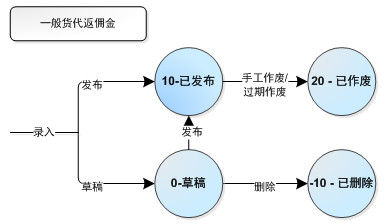 一般货代返佣金
发布
10-已发布
手工作废/
过期作废
20 - 已作废
录入
发布
草稿
0-草稿
删除
-10 - 已删除